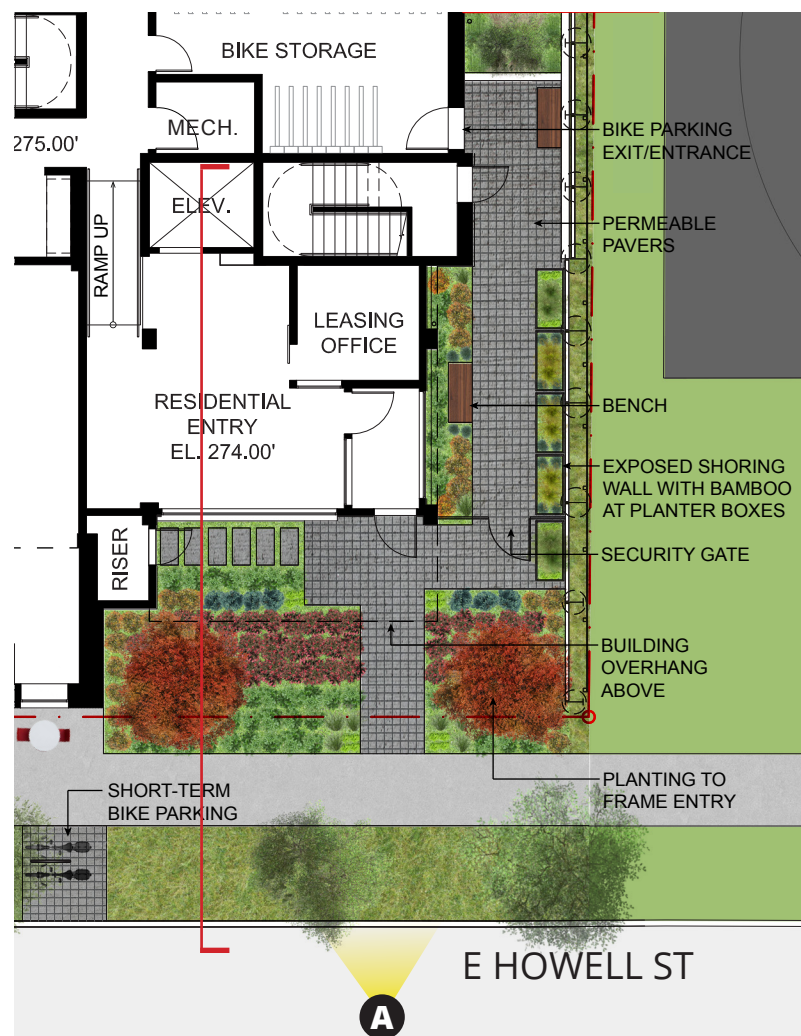 BIKE STORAGE
MECH.
275.00'
ELEV.
RAMP UP
LEASING
OFFICE
RESIDENTIAL
ENTRY
EL. 274.00'
RISER
BIKE PARKING
EXIT/ENTRANCE
PERMEABLE
PAVERS
BENCH
EXPOSED SHORING
WALL WITH BAMBOO
AT PLANTER BOXES
SECURITY GATE
BUILDING
OVERHANG
ABOVE
PLANTING TO
FRAME ENTRY
SHORT-TERM
BIKE PARKING
E HOWELL ST
A